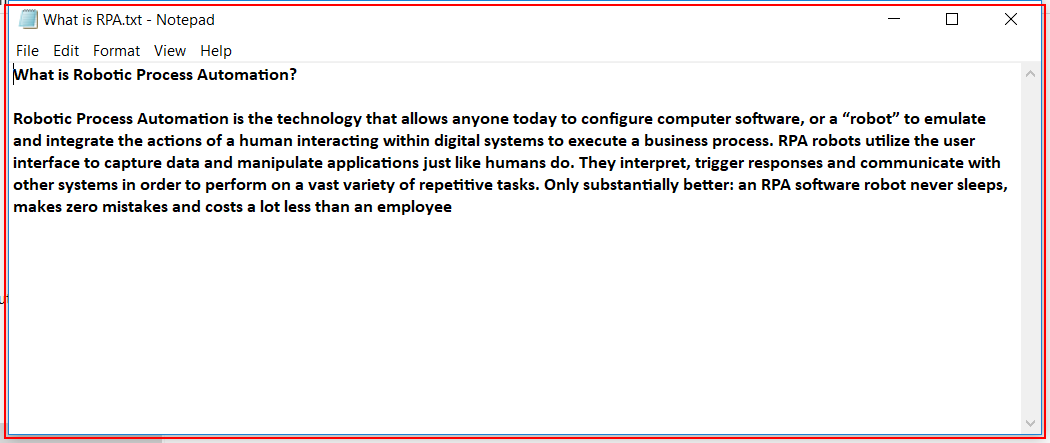 What is RPA.txt - Notepad
File Edit Format View Help
What is Robotic Process Automation?
Robotic Process Automation is the technology that allows anyone today to configure computer software, or a “robot” to emulate
and integrate the actions of a human interacting within digital systems to execute a business process. RPA robots utilize the user
interface to capture data and manipulate applications just like humans do. They interpret, trigger responses and communicate with
other systems in order to perform on a vast variety of repetitive tasks. Only substantially better: an RPA software robot never sleeps,
makes zero mistakes and costs a lot less than an employee